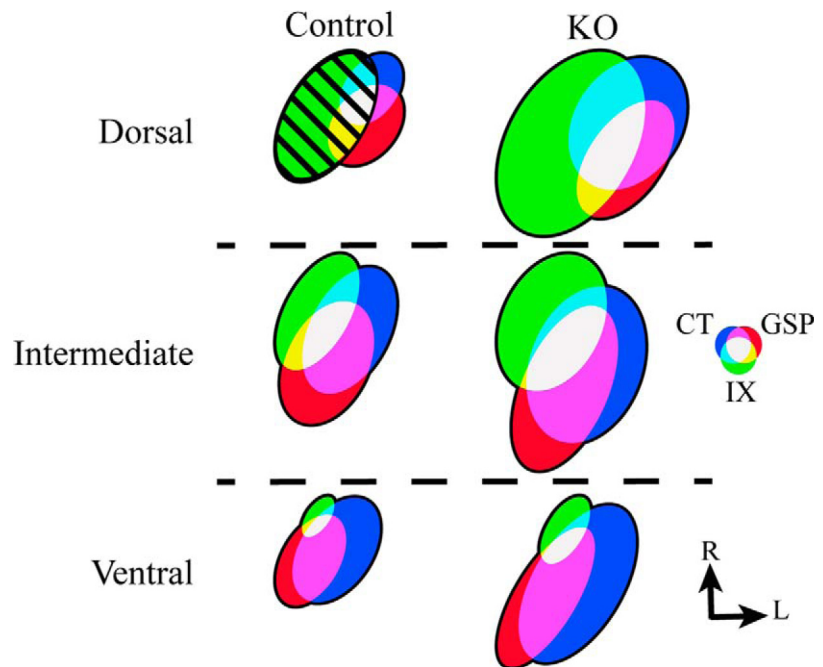 Control KO
Dorsal
Intermediate
CT GSP
IX
Ventral
R
L